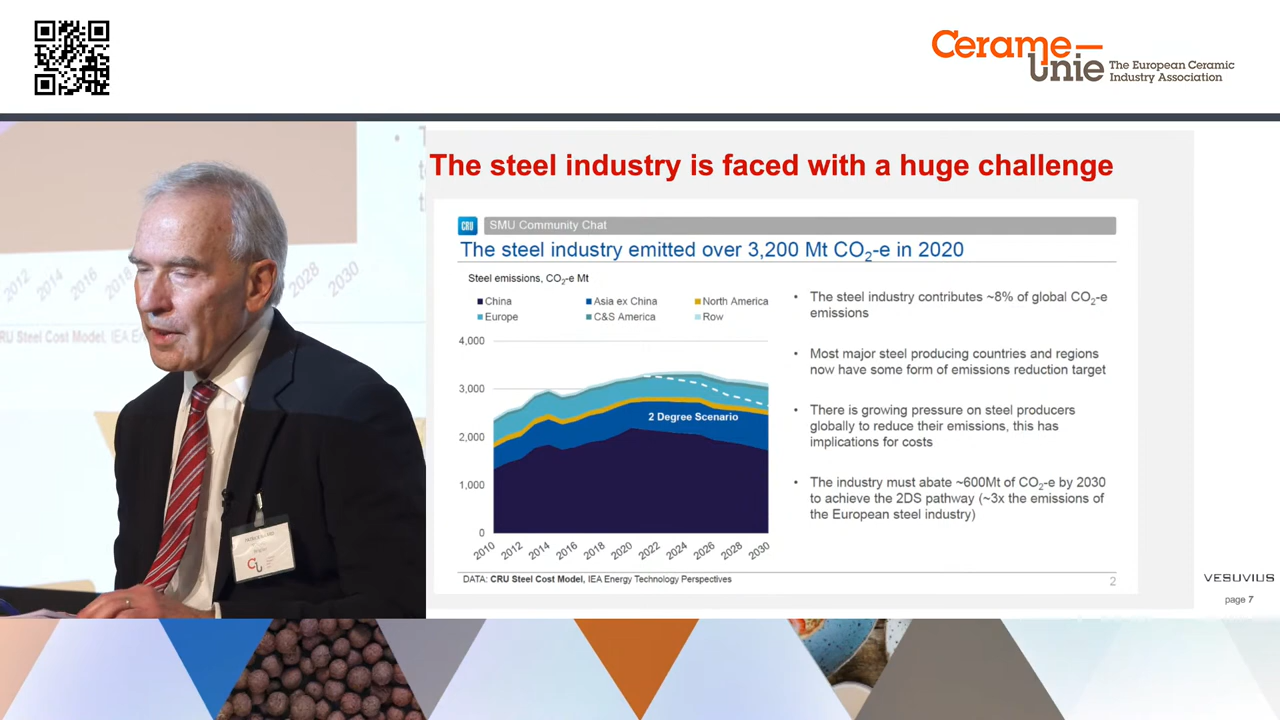 Cerame–
Unie
The European Ceramic
Industry Association
2012
2014
2016
2018
2028
2030
RU Steel Cost Model, IEA E
The steel industry is faced with a huge challenge
CRU
SMU Community Chat
The steel industry emitted over 3,200 Mt CO₂-e in 2020
Steel emissions, CO₂-e Mt
China
Asia ex China
North America
Europe
C&S America
Row
4,000
3,000
2,000
1,000
0
2 Degree Scenario
2010
2012
2014
2016
2018
2020
2022
2024
2026
2028
2030
• The steel industry contributes ~8% of global CO₂-e
emissions
• Most major steel producing countries and regions
now have some form of emissions reduction target
• There is growing pressure on steel producers
globally to reduce their emissions, this has
implications for costs
• The industry must abate ~600Mt of CO₂-e by 2030
to achieve the 2DS pathway (~3x the emissions of
the European steel industry)
DATA: CRU Steel Cost Model, IEA Energy Technology Perspectives
2
VESUVIUS
page 7